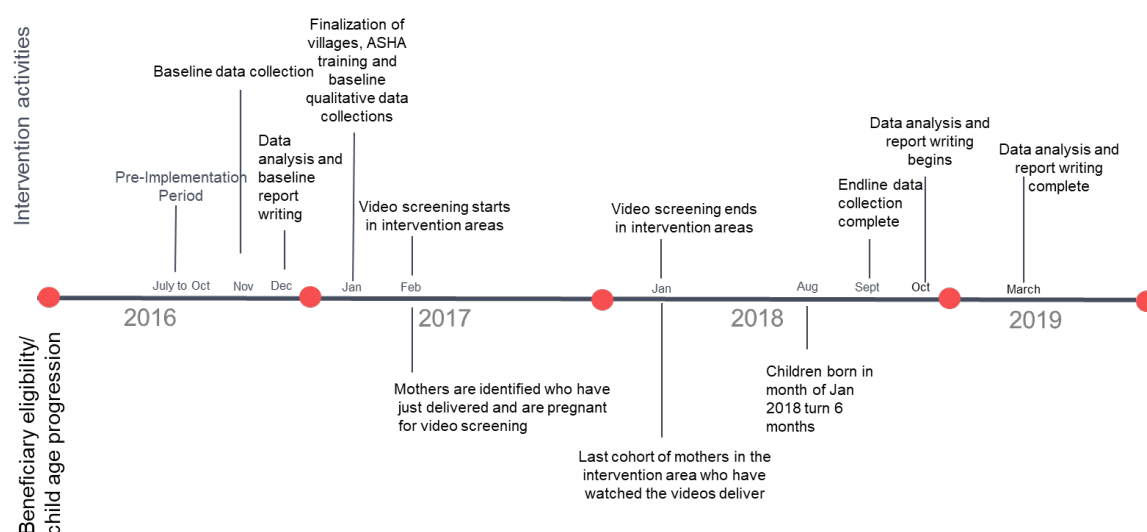 Intervention activities
Pre-Implementation
Period
Baseline data collection
Data
analysis and
baseline
report
writing
Finalization of
villages, ASHA
training and
baseline
qualitative data
collections
Video screening starts
in intervention areas
Video screening ends
in intervention areas
Endline data
collection
complete
Data analysis and
report writing
begins
Data analysis and
report writing
complete
July to Oct
Nov
Dec
Jan
Feb
Jan
Aug
Sept
Oct
March
2016
2017
2018
2019
Beneficiary eligibility/
child age progression
Mothers are identified who have
just delivered and are pregnant
for video screening
Last cohort of mothers in the
intervention area who have
watched the videos deliver
Children born in
month of Jan
2018 turn 6
months